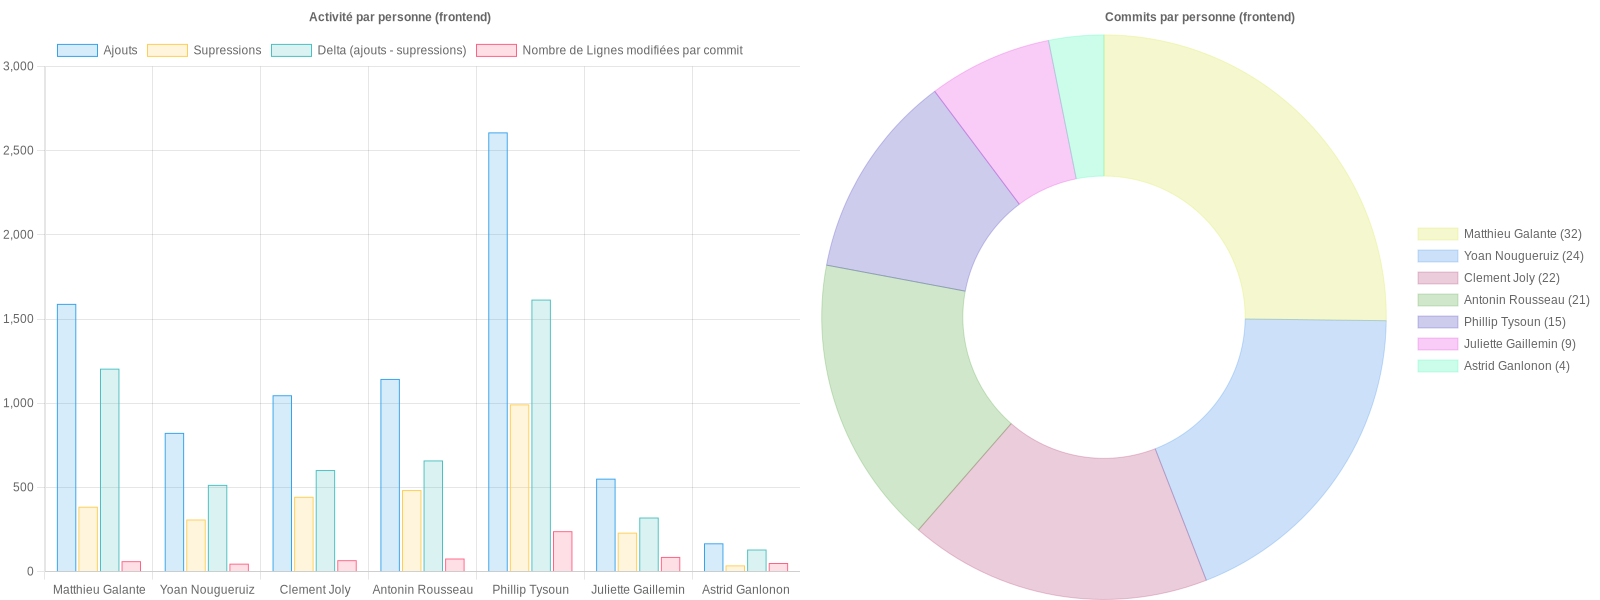 Activité par personne (frontend)
Ajouts
Supressions
Delta (ajouts - supressions)
Nombre de Lignes modifiées par commit
3,000
2,500
2,000
1,500
1,000
500
0
Matthieu Galante
Yoan Nougueruiz
Clement Joly
Antonin Rousseau
Phillip Tysoun
Juliette Gaillemin
Astrid Ganlonon
Commits par personne (frontend)
Matthieu Galante (32)
Yoan Nougueruiz (24)
Clement Joly (22)
Antonin Rousseau (21)
Phillip Tysoun (15)
Juliette Gaillemin (9)
Astrid Ganlonon (4)